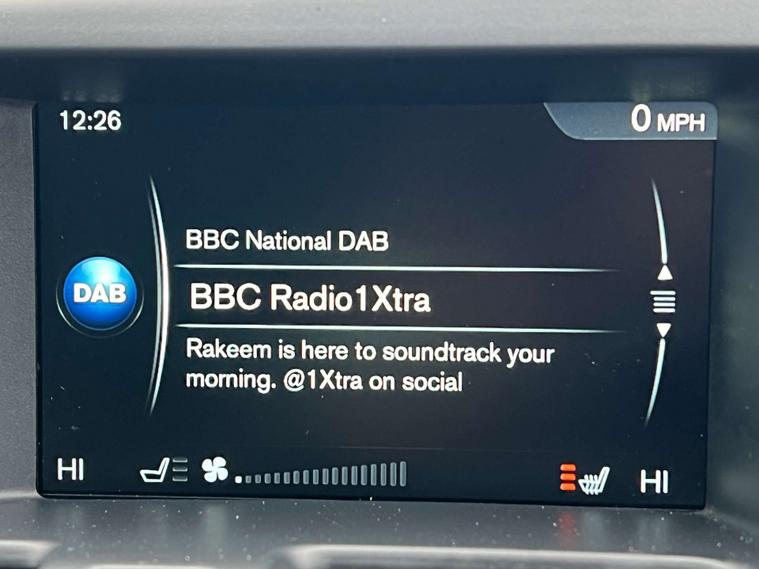 12:26
0 MPH
BBC National DAB
DAB
BBC Radio1Xtra
Rakeem is here to soundtrack your
morning. @1Xtra on social
HI
HI